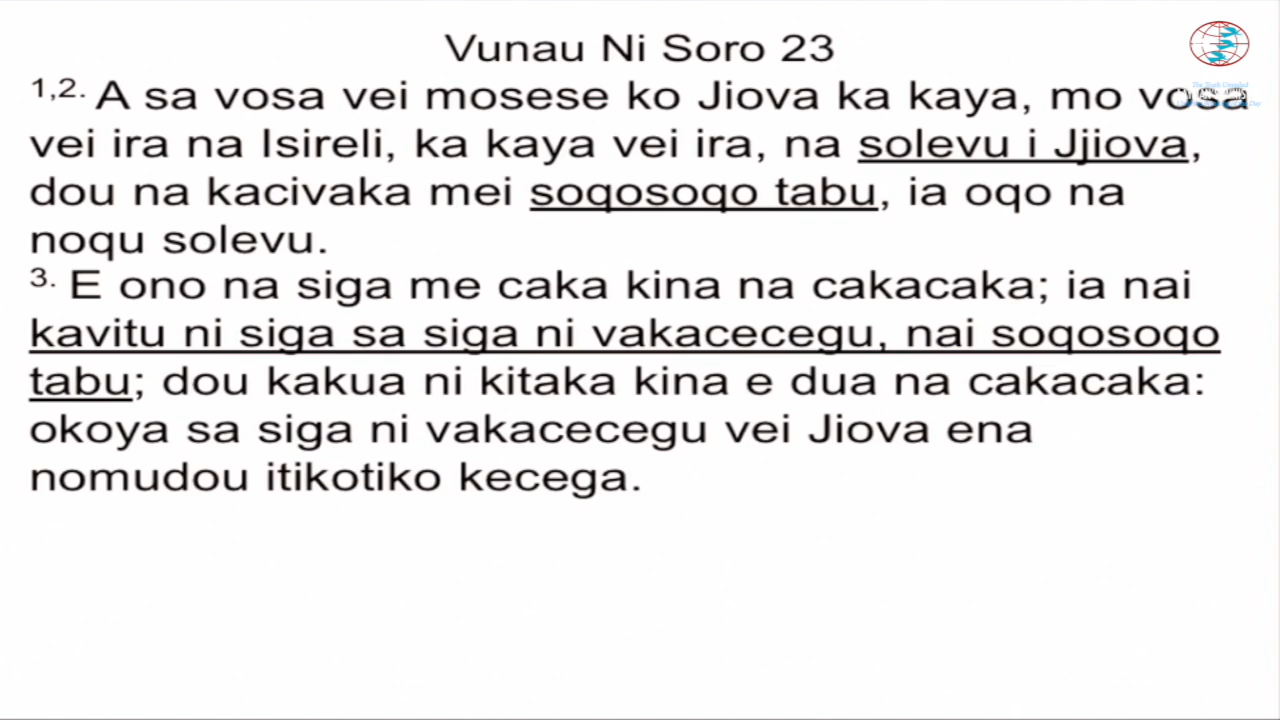 Vunau Ni Soro 23
1,2. A sa vosa vei mosese ko Jiova ka kaya, mo vosa
vei ira na Isireli, ka kaya vei ira, na solevu i Jjiova,
dou na kacivaka mei soqosoqo tabu, ia oqo na
noqu solevu.
3. E ono na siga me caka kina na cakacaka; ia nai
kavitu ni siga sa siga ni vakacecegu, nai soqosoqo
tabu; dou kakua ni kitaka kina e dua na cakacaka:
okoya sa siga ni vakacecegu vei Jiova ena
nomudou itikotiko kecega.